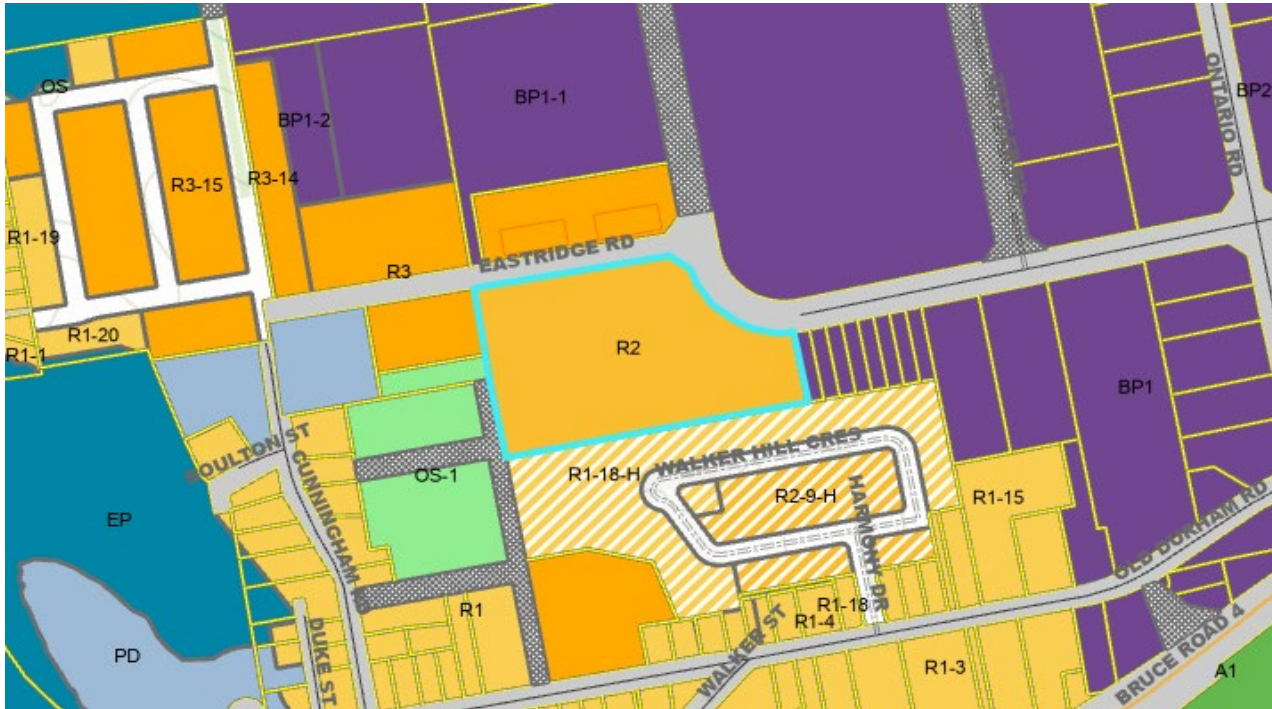 OS
BP1-1
BP1-2
BP2
ONTARIO RD
R3-15
R3-14
R1-19
EASTRIDGE RD
R3
R1-20
R1-1
R2
BP1
OULTON ST
CUNNINGHAM
OS-1
R1-18-H
WALKER HILL CRES
R2-9-H
HARMONY DR
R1-15
OLD DURHAM RD
EP
R1
R1-18
R1-4
DUKE ST
PD
WALKER ST
R1-3
BRUCE ROAD 4
A1